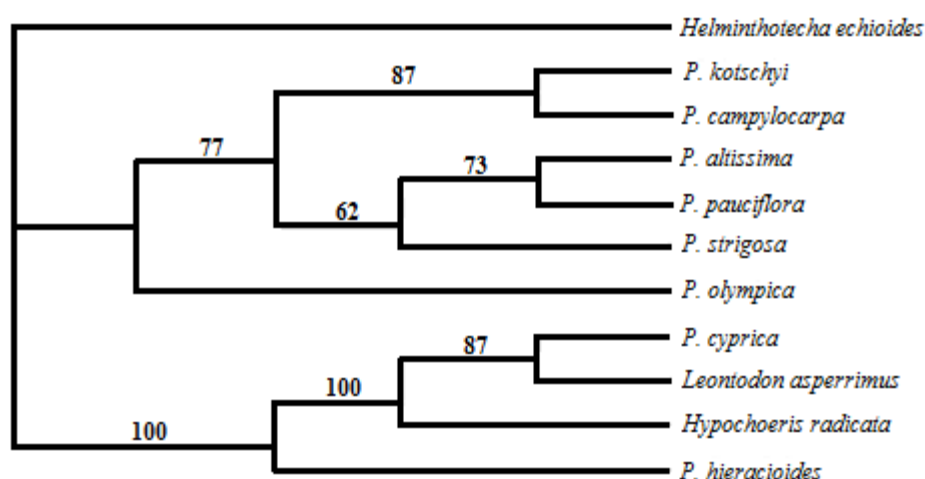 Helminthotecha echioides
P. kotschyi
87
P. campylocarpa
77
P. altissima
73
P. pauciflora
62
P. strigosa
P. olympica
P. cyprica
87
Leontodon asperrimus
100
Hypochoeris radicata
100
P. hieracioides